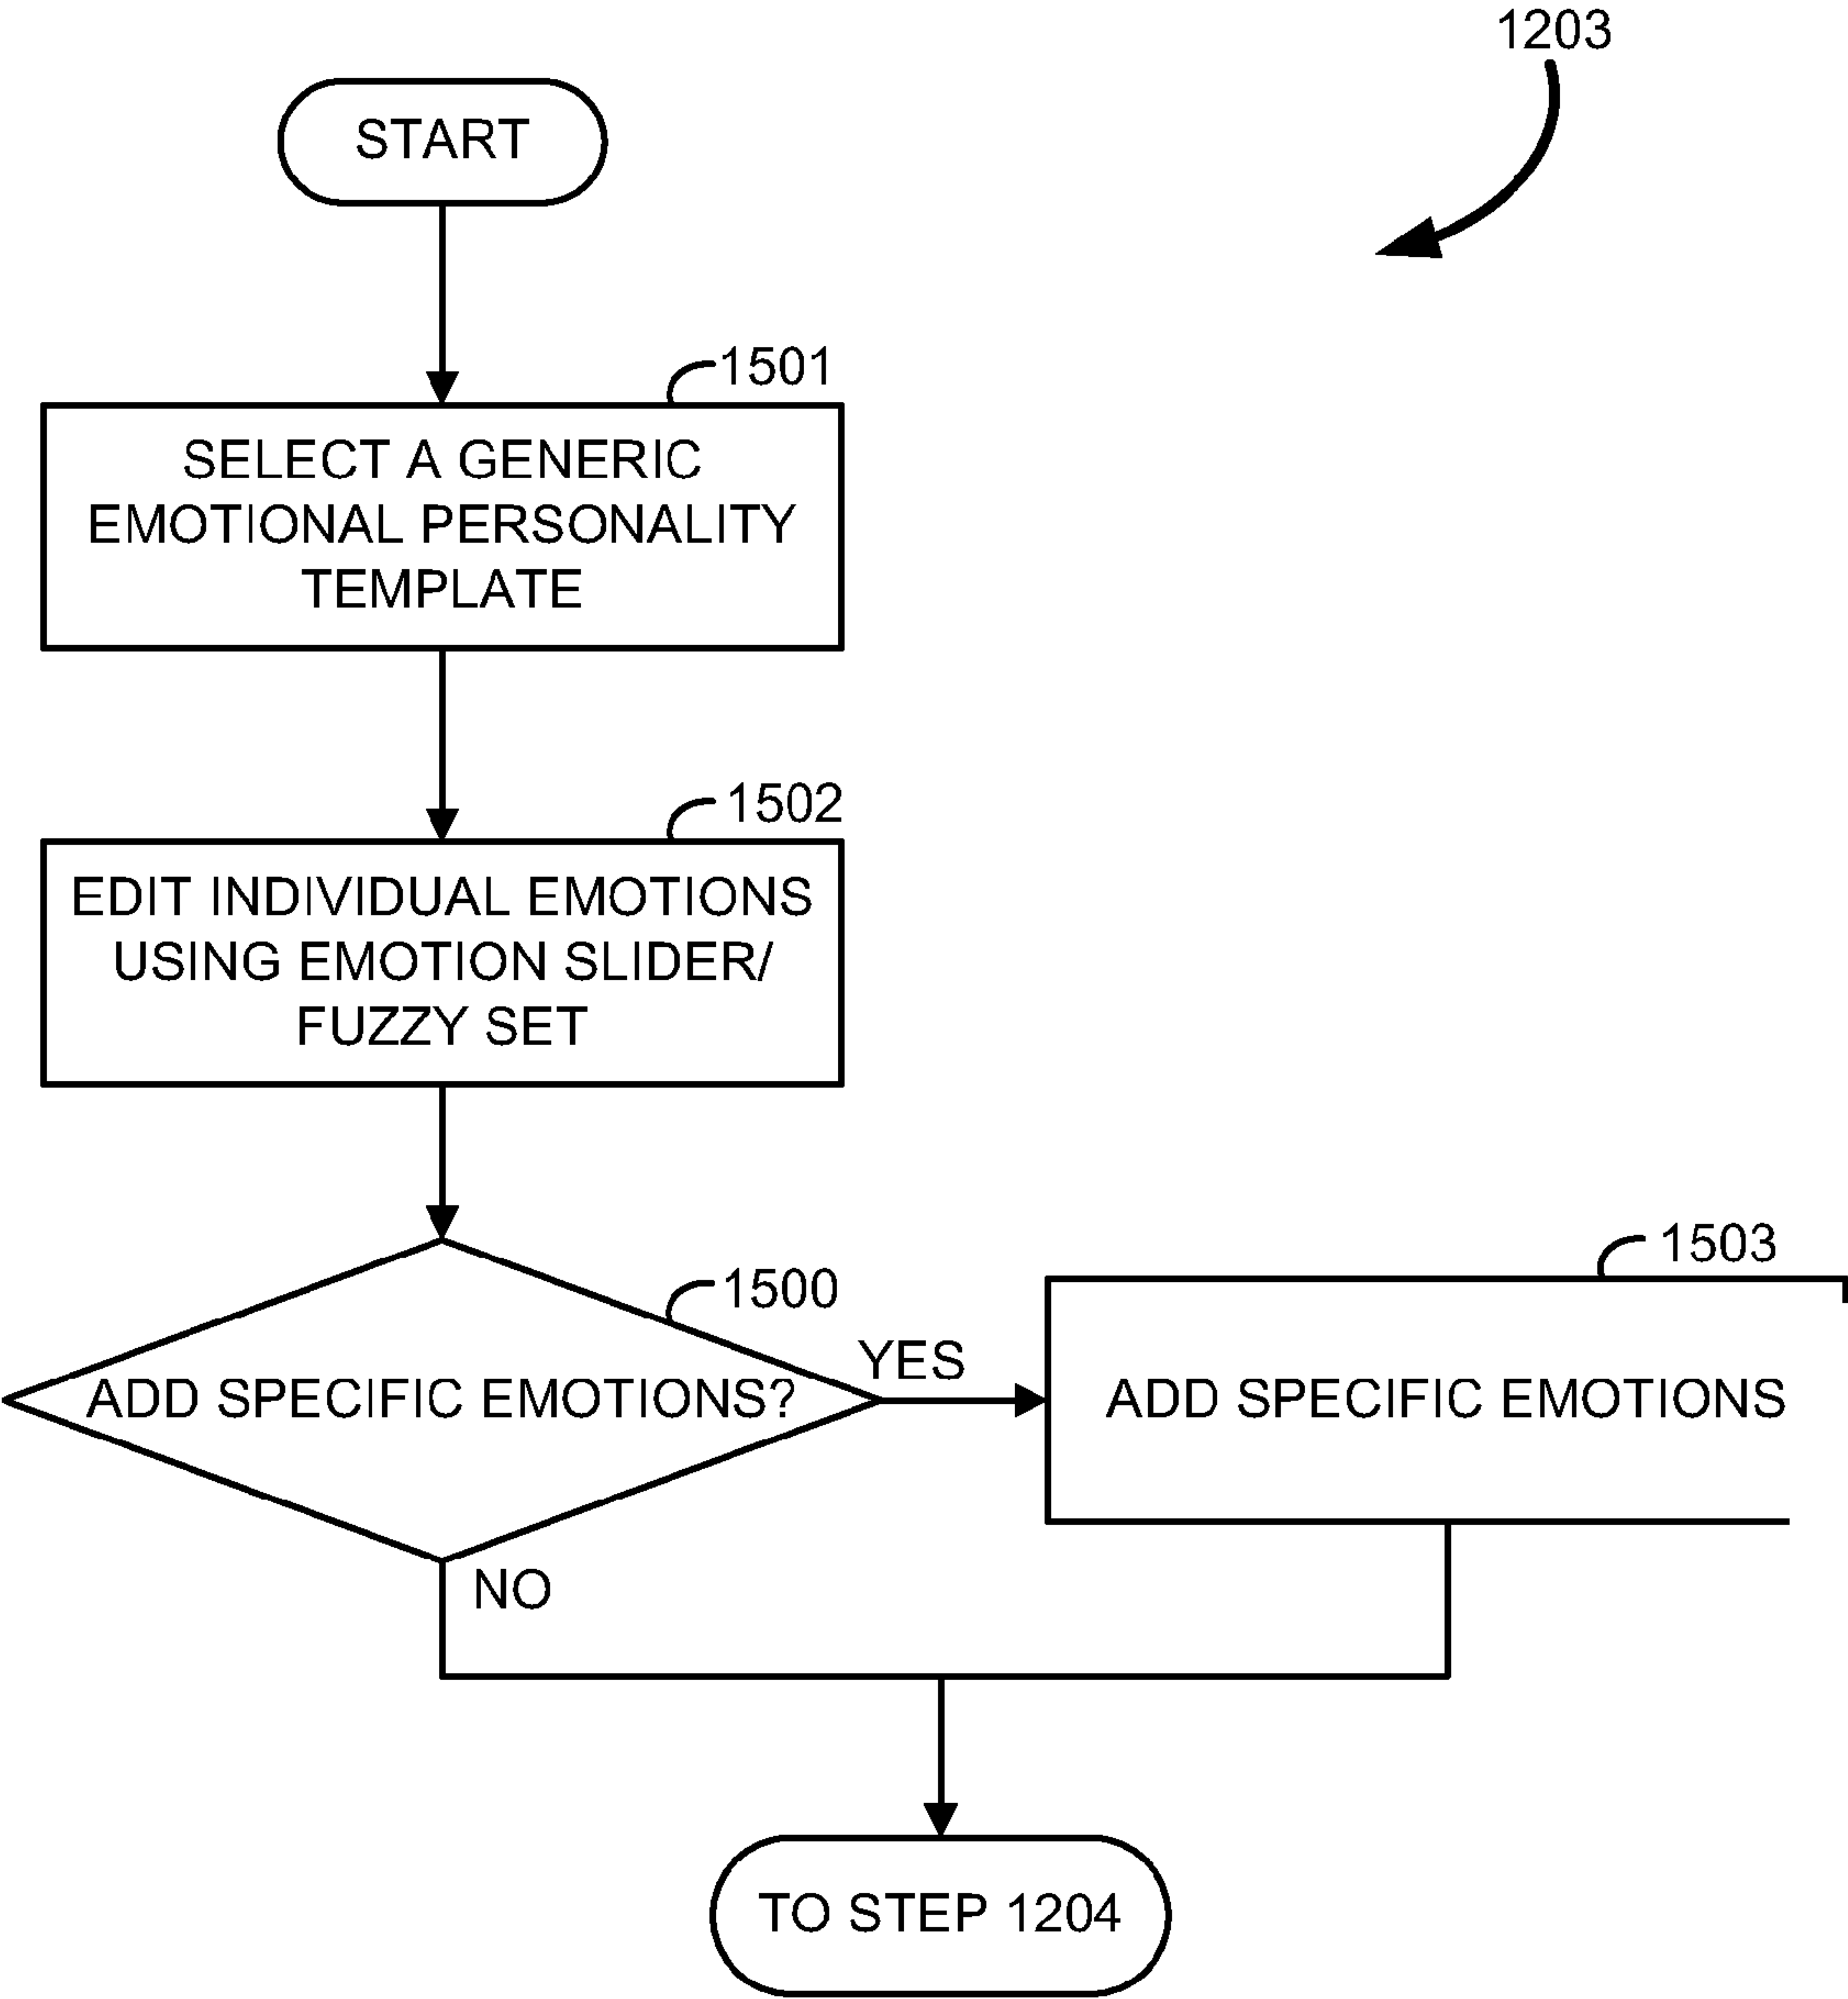 1203
START
1501
SELECT A GENERIC
EMOTIONAL PERSONALITY
TEMPLATE
1502
EDIT INDIVIDUAL EMOTIONS
USING EMOTION SLIDER/
FUZZY SET
1500
ADD SPECIFIC EMOTIONS?
YES
1503
ADD SPECIFIC EMOTIONS
NO
TO STEP 1204